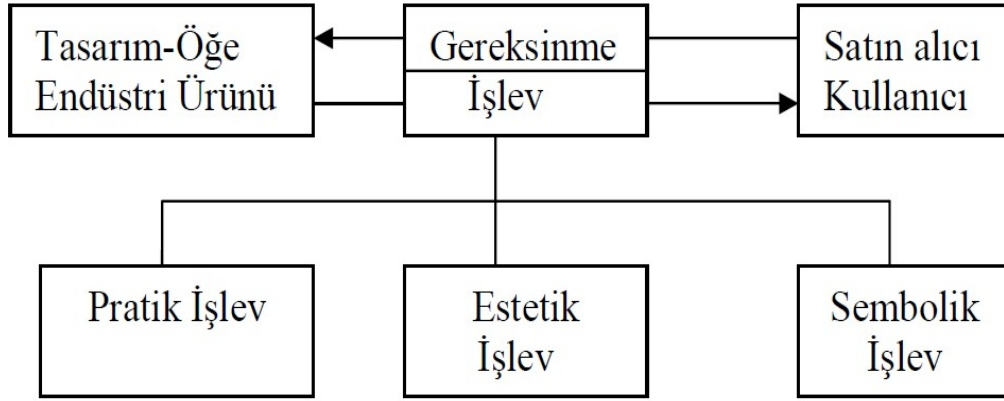 Tasarım-Öğe
Endüstri Ürünü
Gereksinme
İşlev
Satın alıcı
Kullanıcı
Pratik İşlev
Estetik
İşlev
Sembolik
İşlev